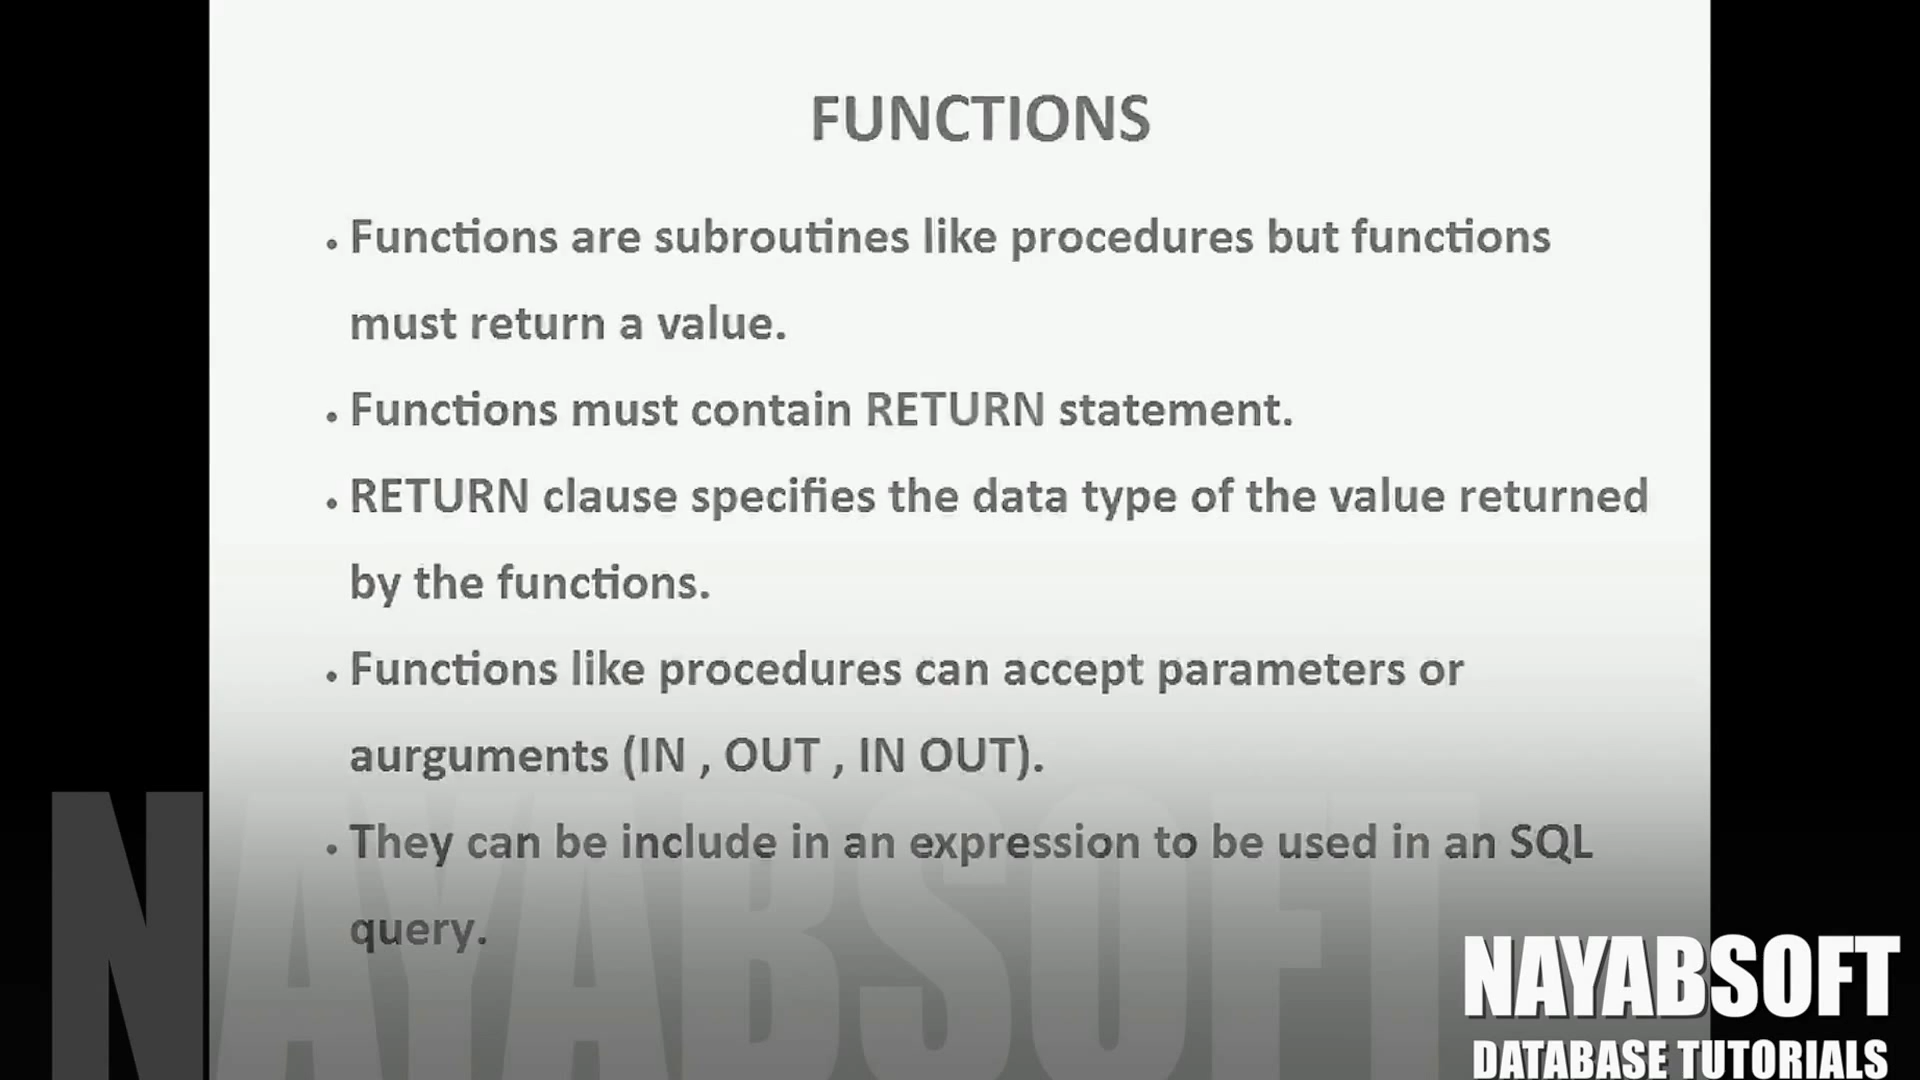 FUNCTIONS
• Functions are subroutines like procedures but functions
must return a value.
• Functions must contain RETURN statement.
• RETURN clause specifies the data type of the value returned
by the functions.
• Functions like procedures can accept parameters or
aurguments (IN , OUT , IN OUT).
• They can be include in an expression to be used in an SQL
query.
NAYABSOFT
NAYABSOFT
DATABASE TUTORIALS